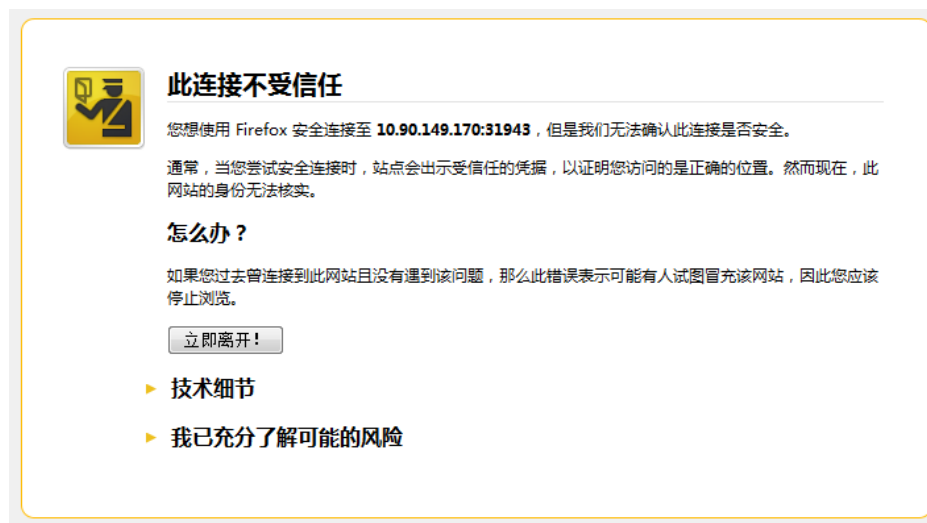 此连接不受信任
您想使用 Firefox 安全连接至 10.90.149.170:31943，但是我们无法确认此连接是否安全。
通常，当您尝试安全连接时，站点会出示受信任的凭据，以证明您访问的是正确的位置。然而现在，此
网站的身份无法核实。
怎么办？
如果您过去曾连接到此网站且没有遇到该问题，那么此错误表示可能有人试图冒充该网站，因此您应该
停止浏览。
立即离开！
技术细节
我已充分了解可能的风险